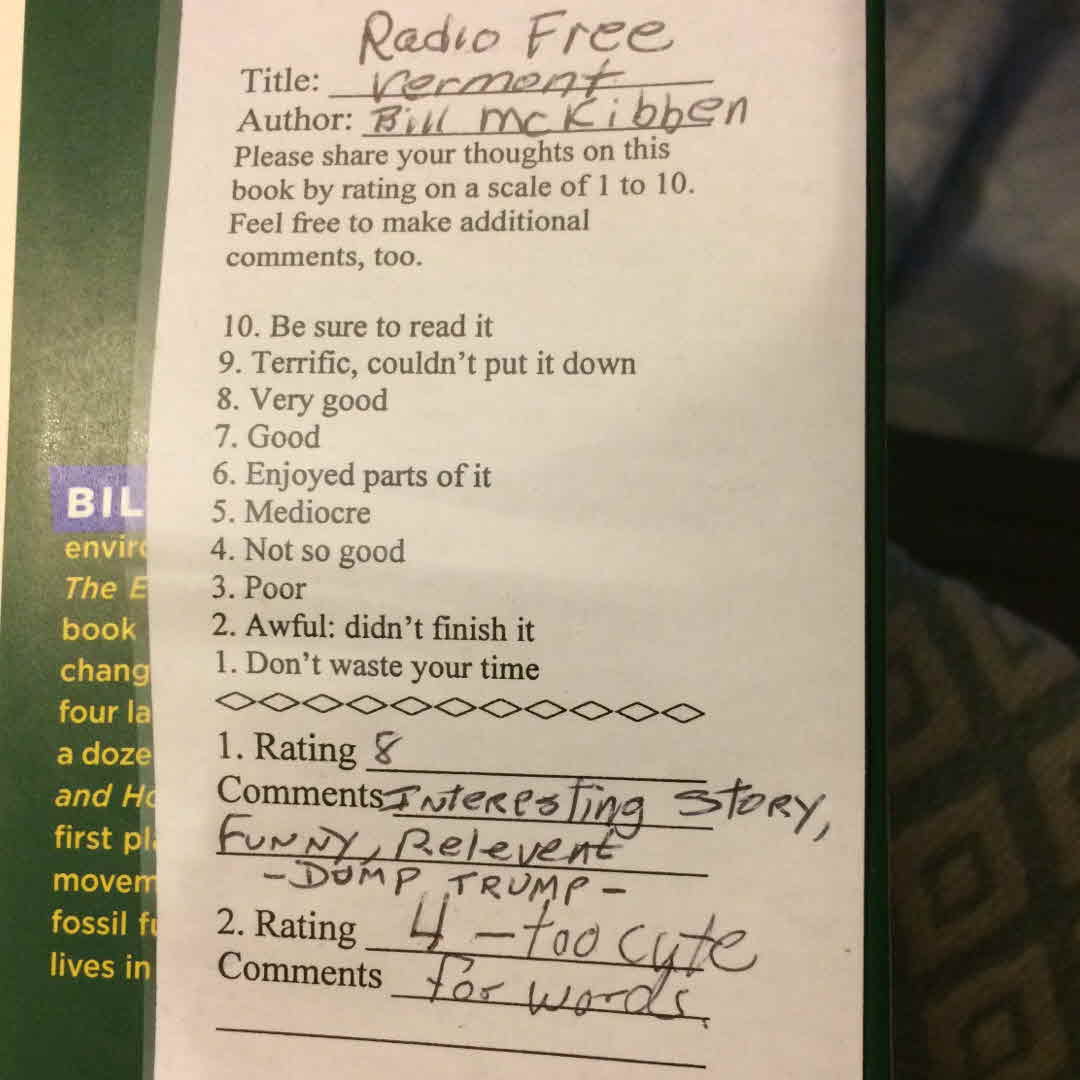 Radio Free
Title: Vermont
Author: Bill McKibben
Please share your thoughts on this
book by rating on a scale of 1 to 10.
Feel free to make additional
comments, too.
10. Be sure to read it
9. Terrific, couldn't put it down
8. Very good
7. Good
6. Enjoyed parts of it
5. Mediocre
4. Not so good
3. Poor
2. Awful: didn't finish it
1. Don't waste your time
1. Rating 8
Comments Interesting STORY,
FUNNY, Relevent
- DUMP TRUMP -
2. Rating 4 - too cute
Comments for words.
BIL
enviro
The E
book
chang
four la
a doze
and Ho
first pla
movem
fossil fu
lives in